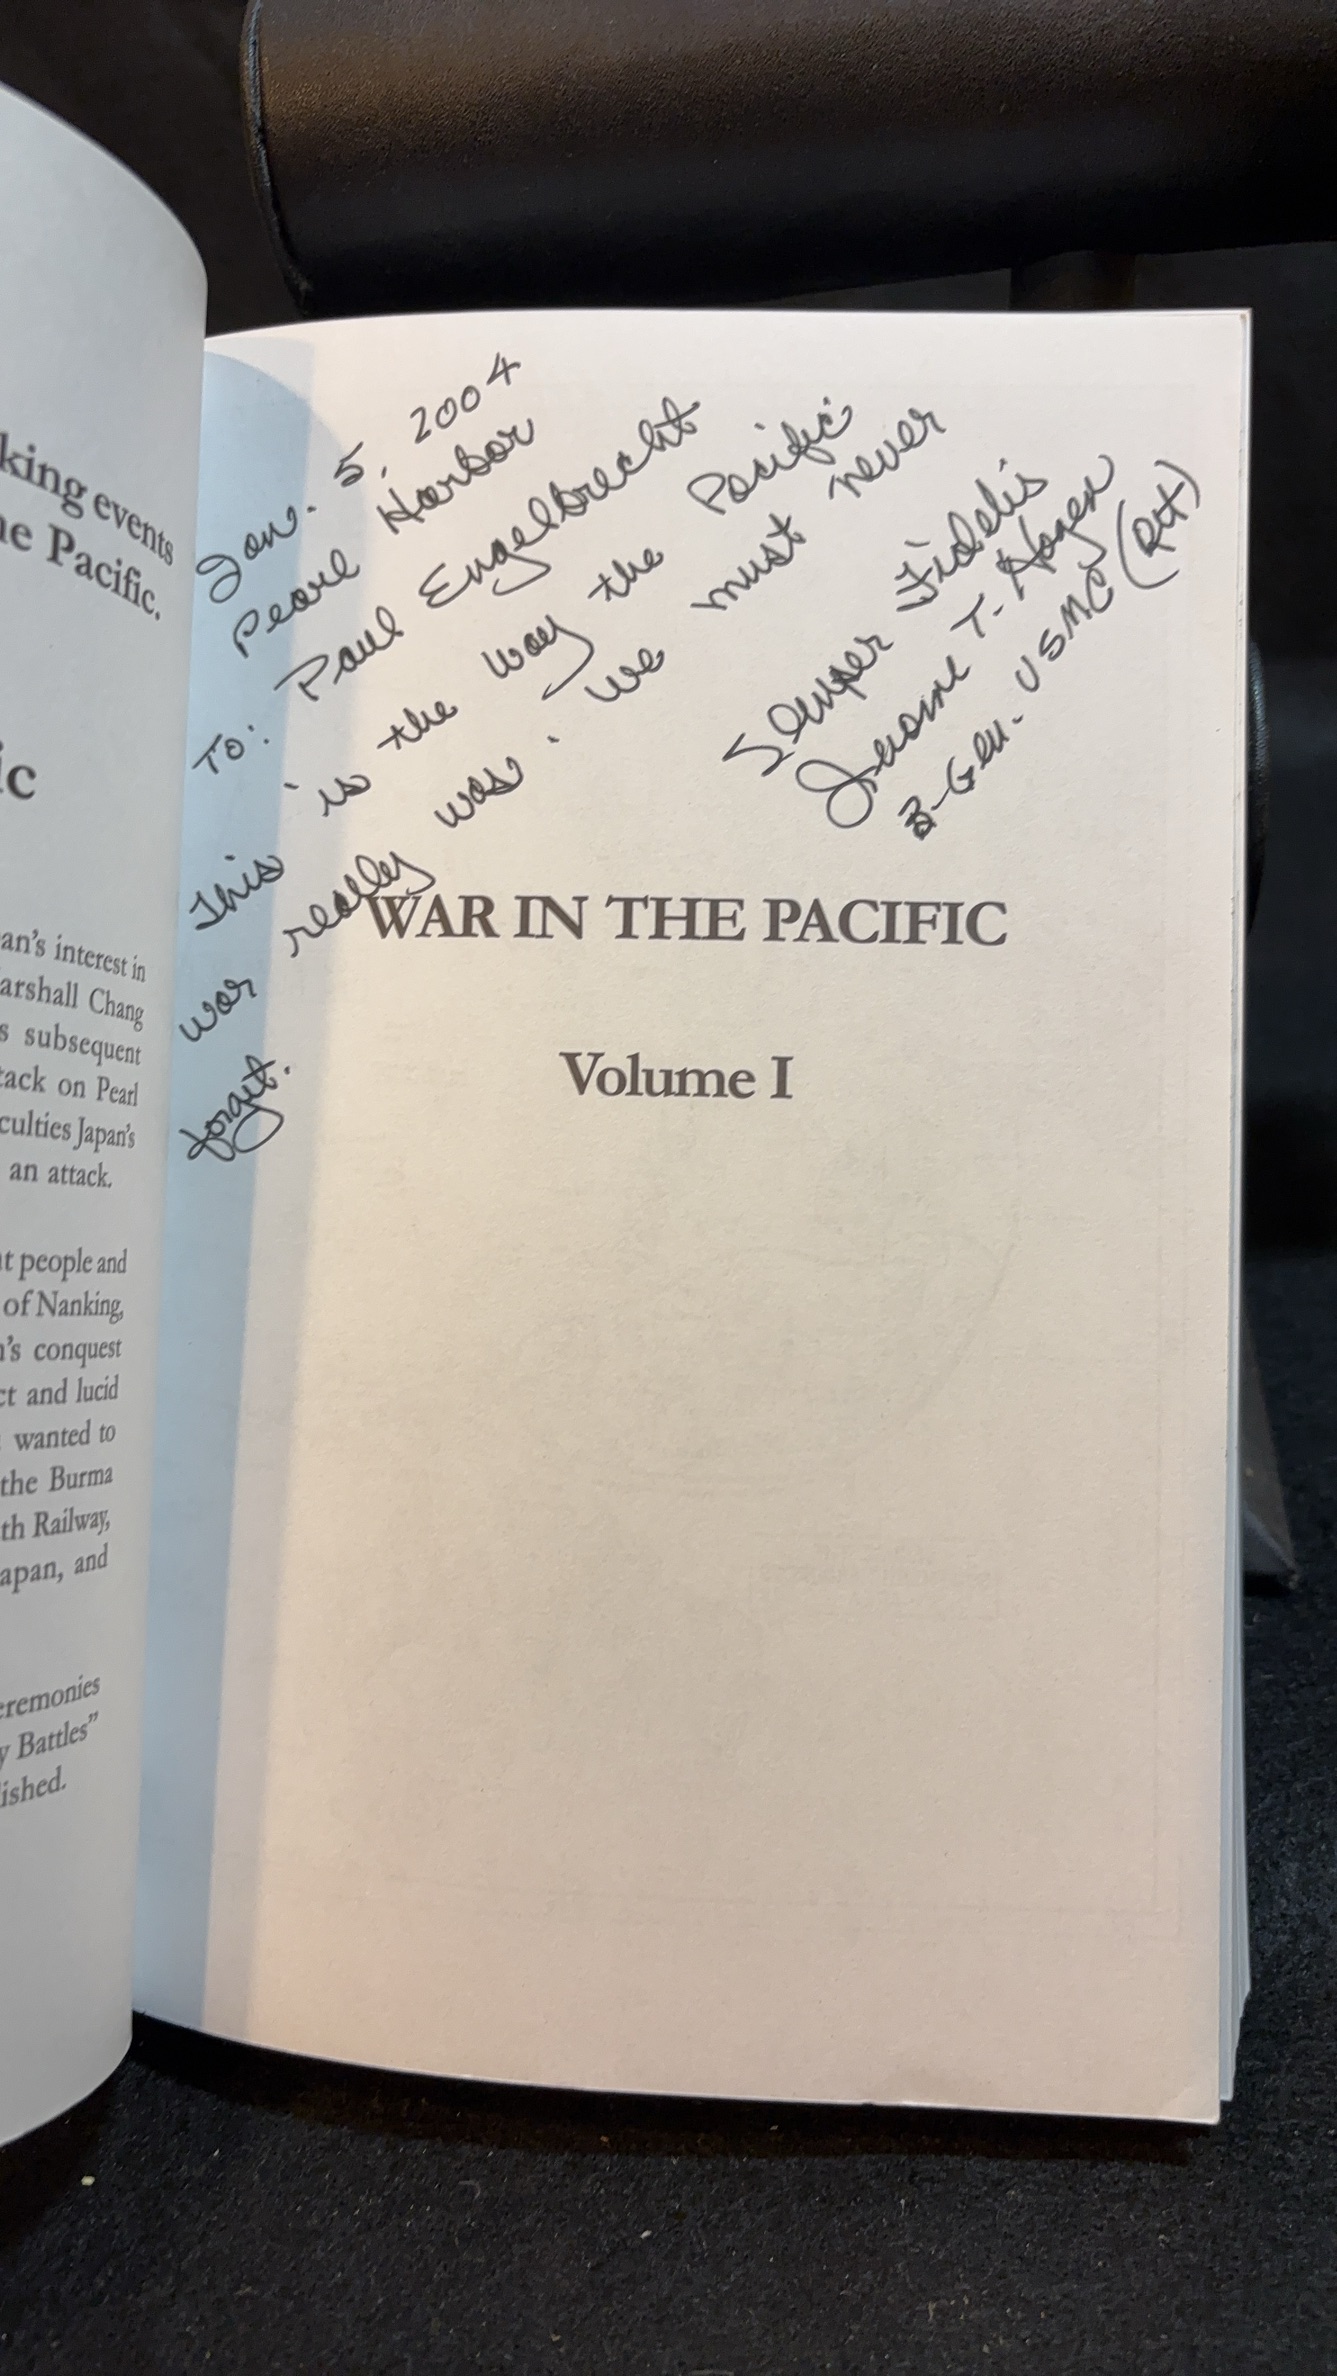 king events
he Pacific.
ic
an's interest in
arshall Chang
s subsequent
tack on Pearl
culties Japan's
an attack.
t people and
of Nanking,
n's conquest
ct and lucid
wanted to
the Burma
th Railway,
apan, and
eremonies
y Battles"
lished.
Jan. 5, 2004
Pearl Harbor
To: Paul Engelbrecht
This is the way the Pacific
war really was. We must never
forget.
Semper Fidelis
Jerome T. Hagen
B-Gen. USMC (Ret)
WAR IN THE PACIFIC
Volume I